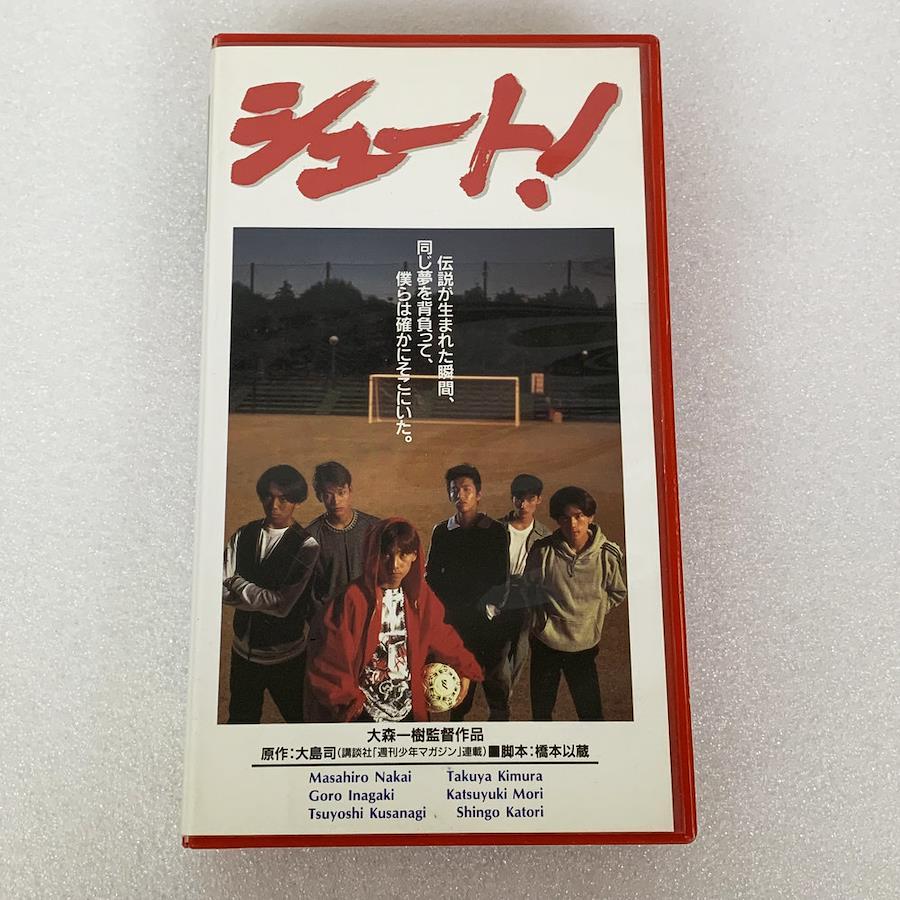 シュート!
伝説が生まれた瞬間、
同じ夢を背負って、
僕らは確かにそこにいた。
大森一樹監督作品
原作:大島司(講談社「週刊少年マガジン」連載)■脚本:橋本以蔵
Masahiro Nakai Takuya Kimura
Goro Inagaki Katsuyuki Mori
Tsuyoshi Kusanagi Shingo Katori